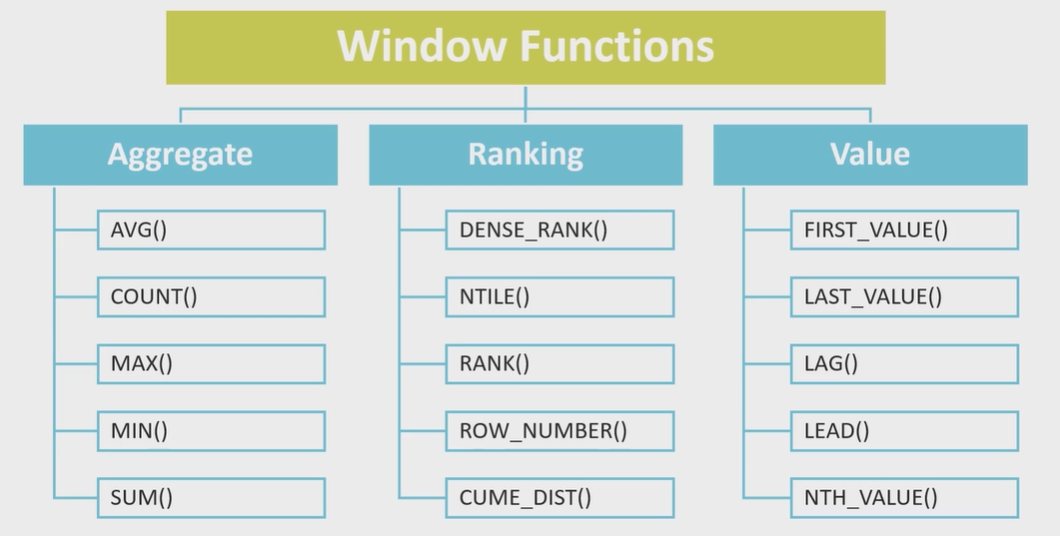 Window Functions
Aggregate
AVG()
COUNT()
MAX()
MIN()
SUM()
Ranking
DENSE_RANK()
NTILE()
RANK()
ROW_NUMBER()
CUME_DIST()
Value
FIRST_VALUE()
LAST_VALUE()
LAG()
LEAD()
NTH_VALUE()